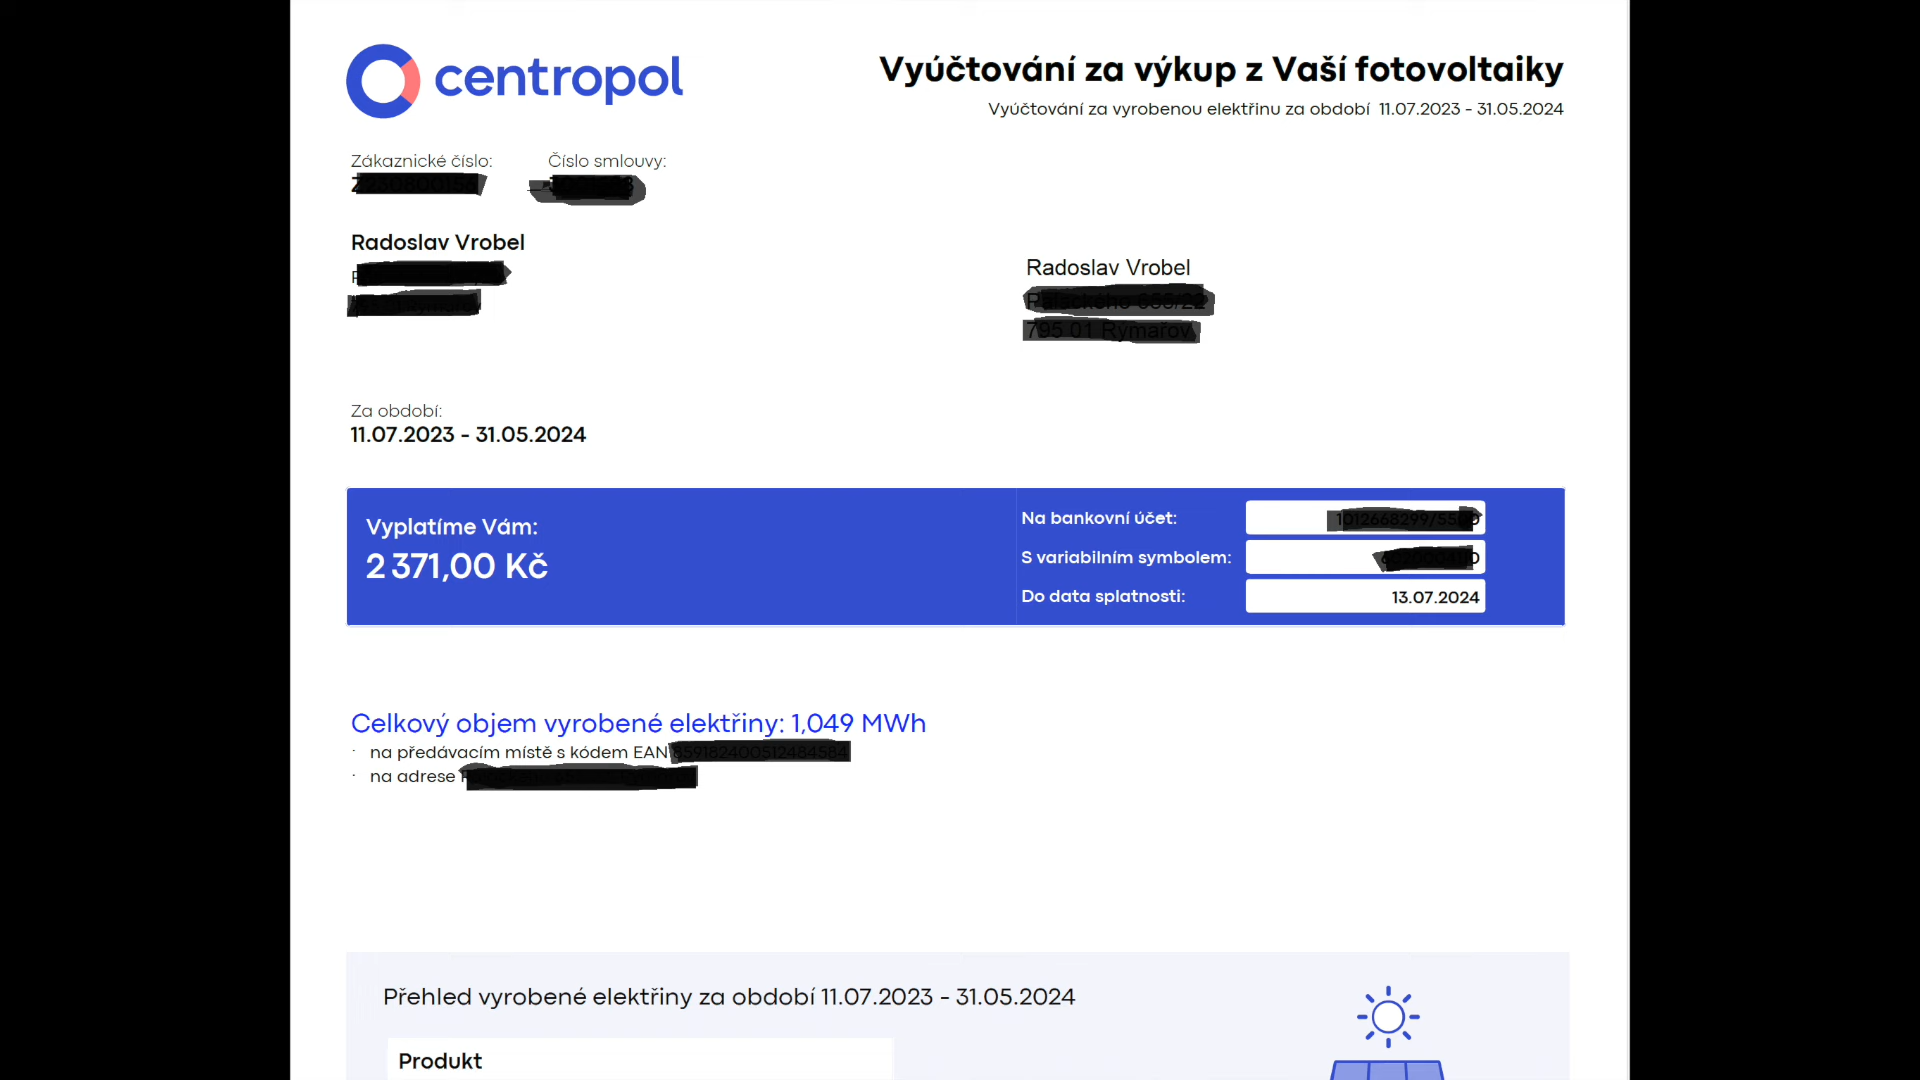 centropol
Vyúčtování za výkup z Vaší fotovoltaiky
Vyúčtování za vyrobenou elektřinu za období 11.07.2023 - 31.05.2024
Zákaznické číslo: Číslo smlouvy:
Radoslav Vrobel
Radoslav Vrobel
Za období:
11.07.2023 - 31.05.2024
Vyplatíme Vám:
2 371,00 Kč
Na bankovní účet:
S variabilním symbolem:
Do data splatnosti: 13.07.2024
Celkový objem vyrobené elektřiny: 1,049 MWh
· na předávacím místě s kódem EAN
· na adrese
Přehled vyrobené elektřiny za období 11.07.2023 - 31.05.2024
Produkt